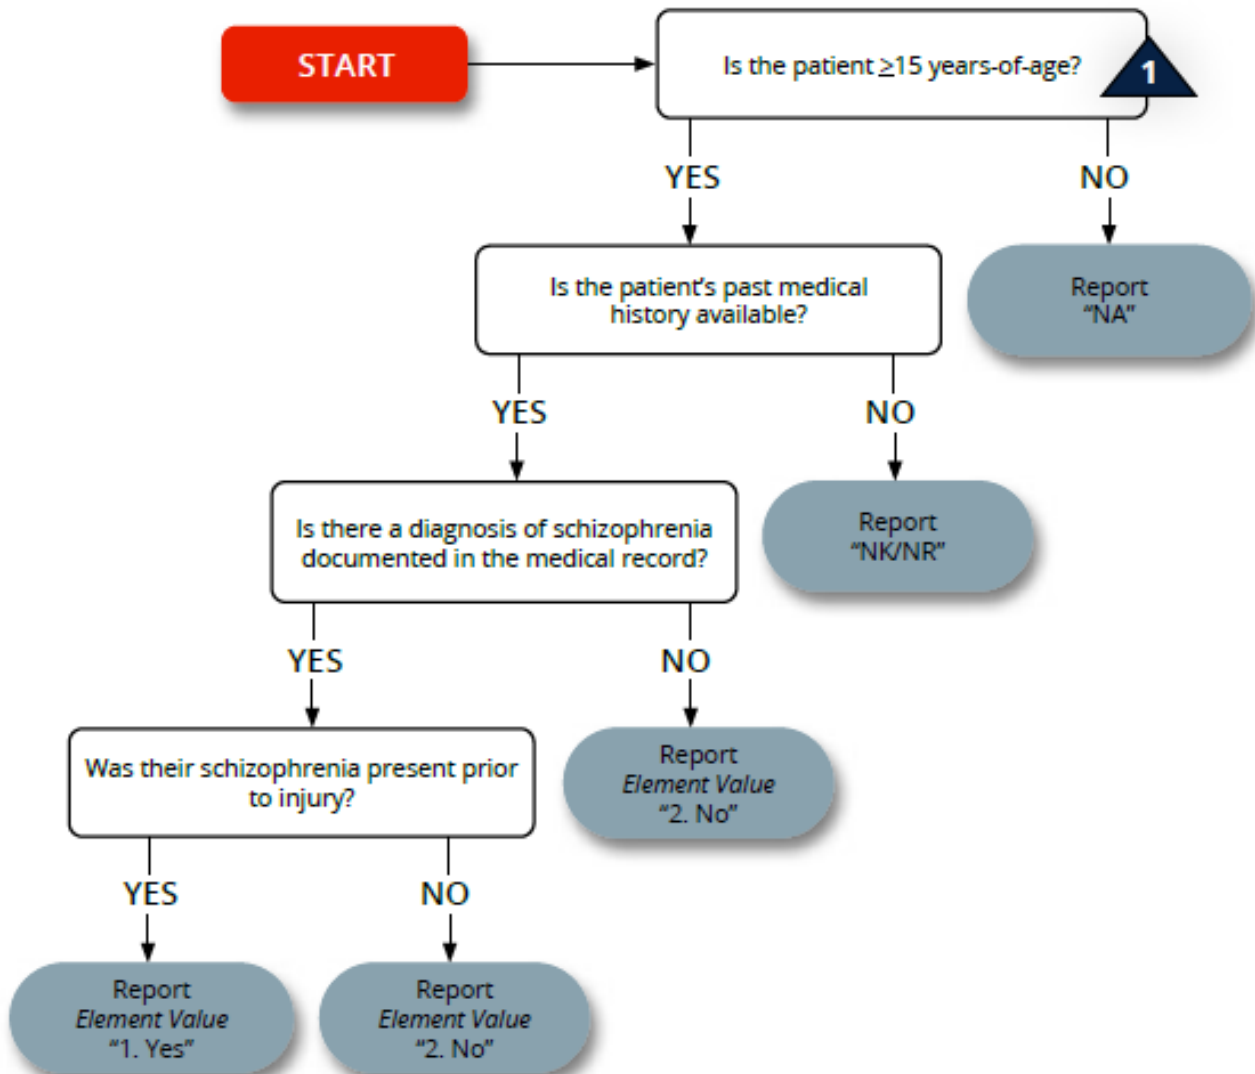 START
Is the patient ≥15 years-of-age?
1
YES
NO
Is the patient's past medical
history available?
Report
"NA"
YES
NO
Is there a diagnosis of schizophrenia
documented in the medical record?
Report
"NK/NR"
YES
NO
Was their schizophrenia present prior
to injury?
Report
Element Value
"2. No"
YES
NO
Report
Element Value
"1. Yes"
Report
Element Value
"2. No"